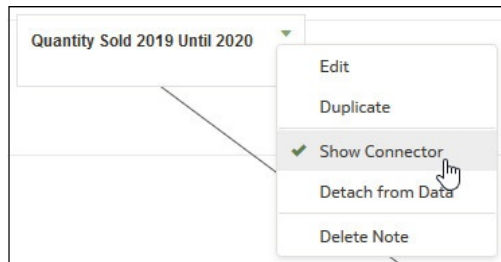 Quantity Sold 2019 Until 2020
Edit
Duplicate
Show Connector
Detach from Data
Delete Note